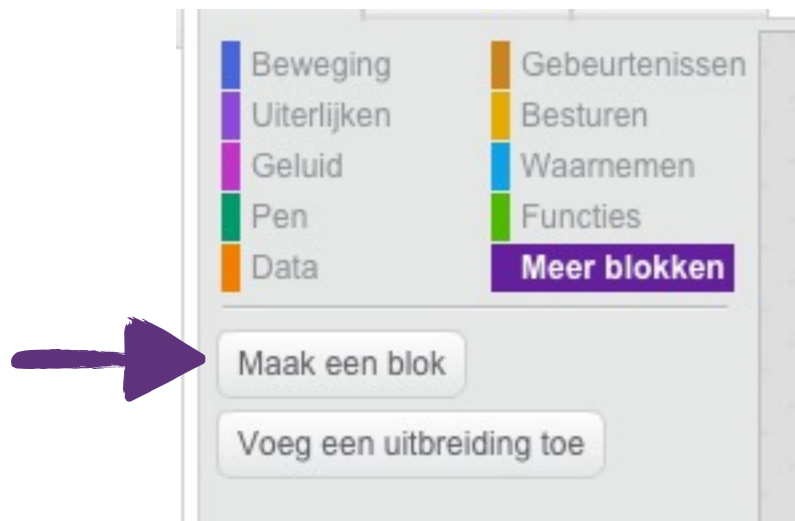 Beweging Gebeurtenissen
Uiterlijken Besturen
Geluid Waarnemen
Pen Functies
Data Meer blokken
Maak een blok
Voeg een uitbreiding toe